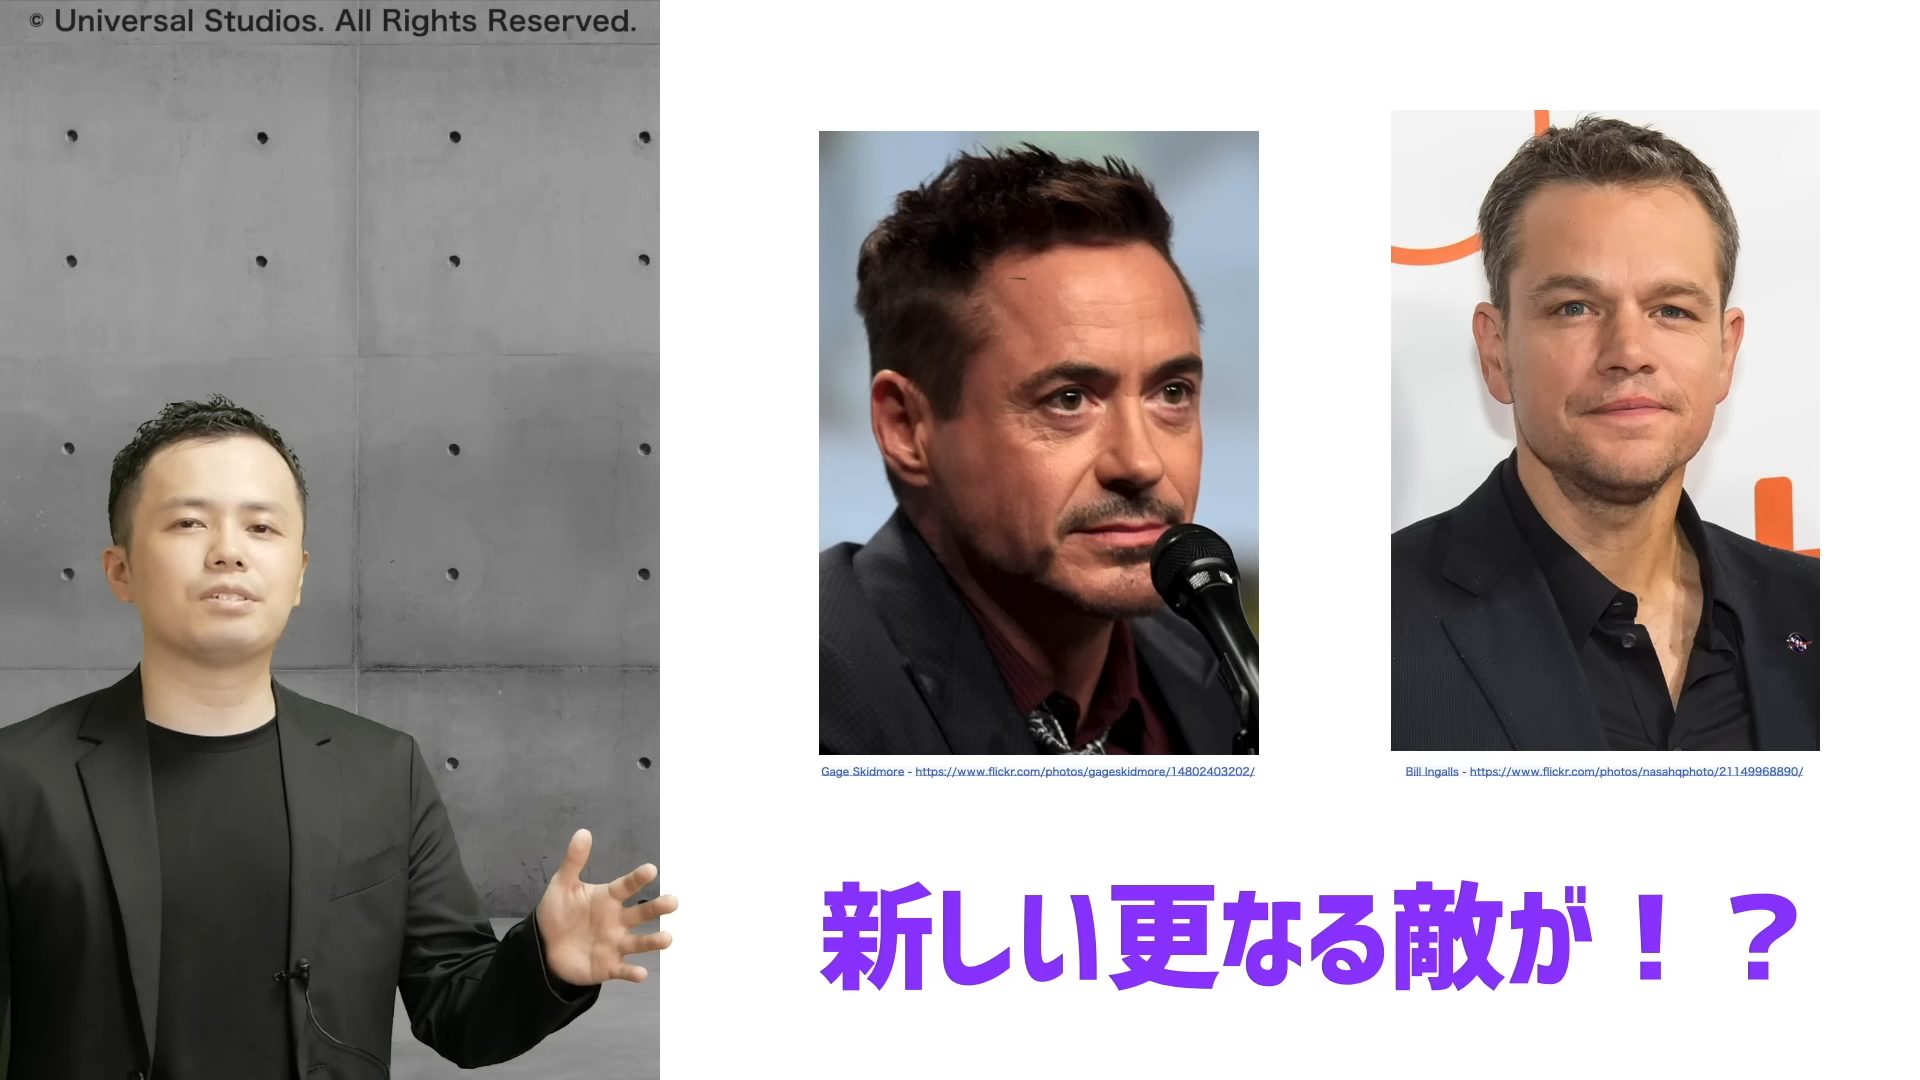 © Universal Studios. All Rights Reserved.
Gage Skidmore - https://www.flickr.com/photos/gageskidmore/14802403202/
Bill Ingalls - https://www.flickr.com/photos/nasahqphoto/21149968890/
新しい更なる敵が！？